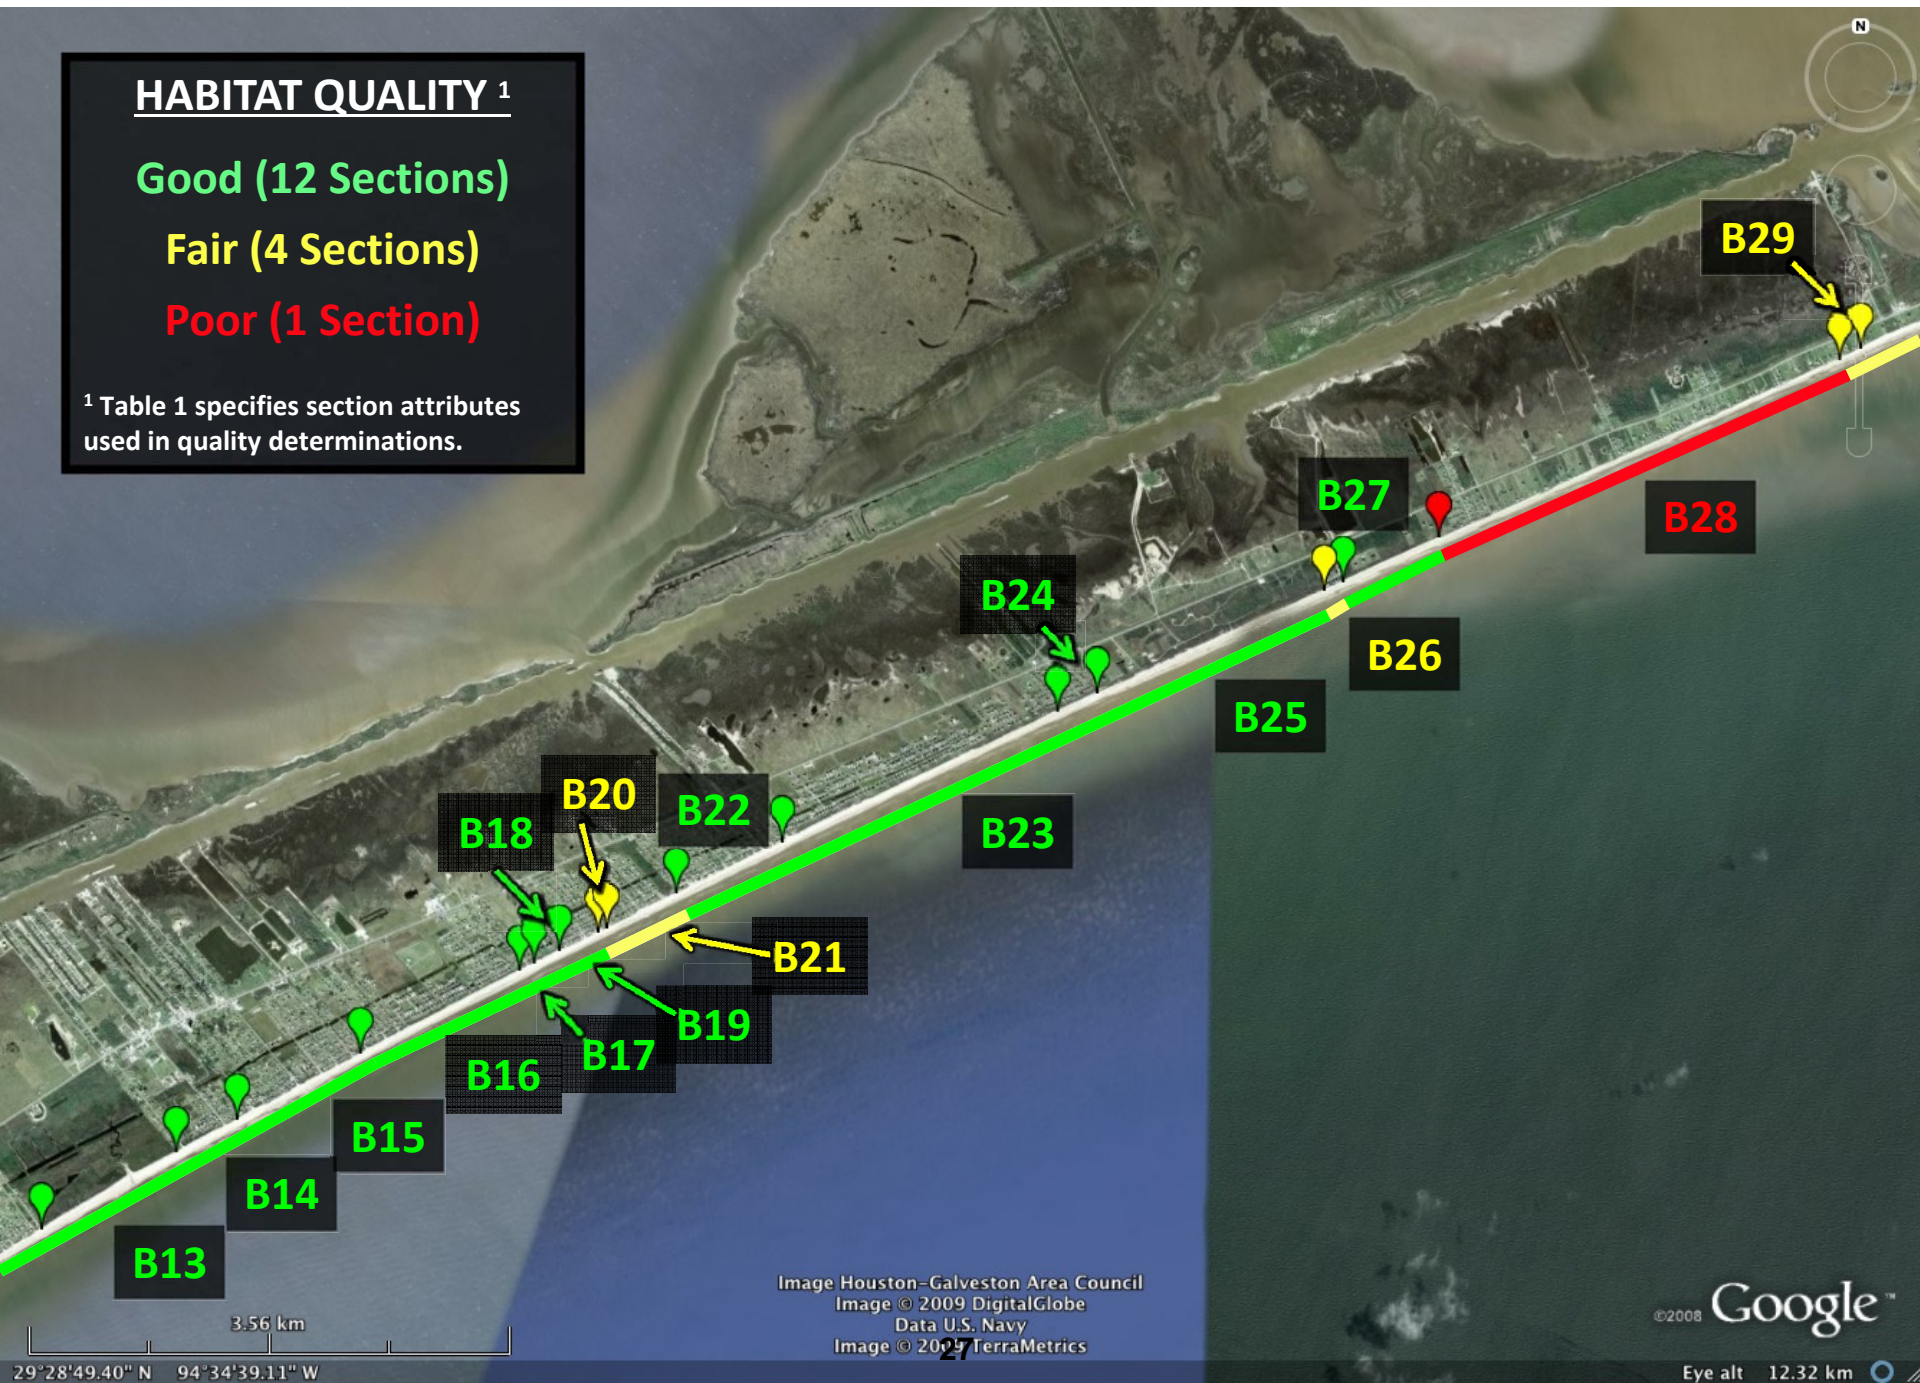 HABITAT QUALITY 1
Good (12 Sections)
Fair (4 Sections)
Poor (1 Section)
1 Table 1 specifies section attributes
used in quality determinations.
N
B29
B27
B28
B24
B26
B25
B20
B22
B18
B23
B21
B19
B17
B16
B15
B14
B13
3.56 km
29°28'49.40" N 94°34'39.11" W
Image Houston-Galveston Area Council
Image © 2009 DigitalGlobe
Data U.S. Navy
Image © 2009 TerraMetrics
27
©2008 Google™
Eye alt 12.32 km